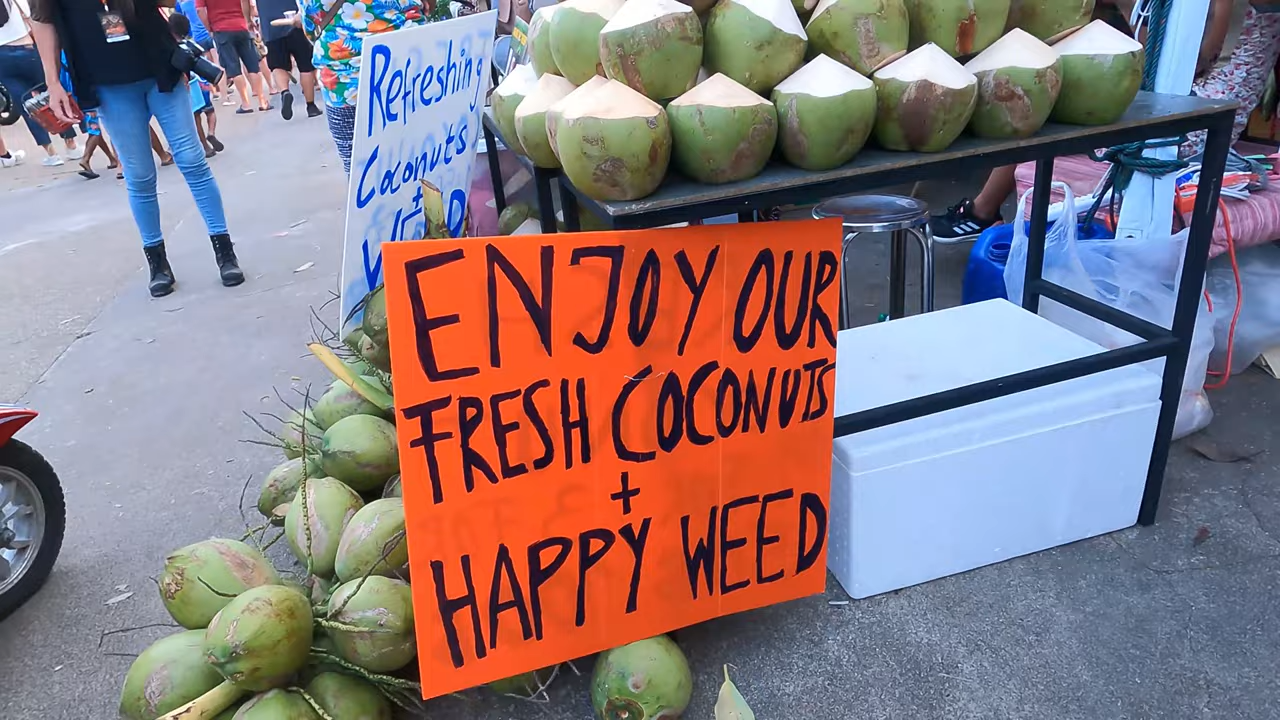 Refreshing
Coconuts
+
ENJOY OUR
FRESH COCONUTS
+
HAPPY WEED